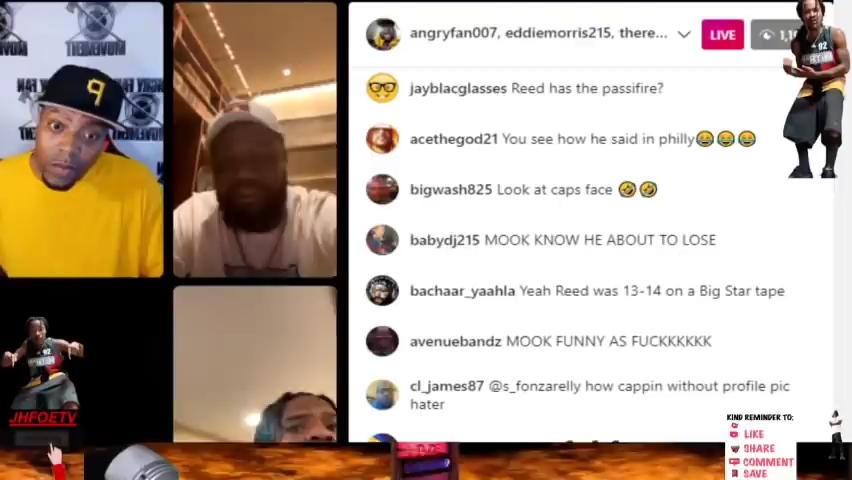 angryfan007, eddiemorris215, there...
LIVE
jayblacglasses Reed has the passifire?
acethegod21 You see how he said in philly😂😂😂
bigwash825 Look at caps face 🤣🤣
babydj215 MOOK KNOW HE ABOUT TO LOSE
bachaar_yaahla Yeah Reed was 13-14 on a Big Star tape
avenuebandz MOOK FUNNY AS FUCKKKKKK
cl_james87 @s_fonzarelly how cappin without profile pic
hater
JHFOETV
KIND REMINDER TO:
LIKE
SHARE
COMMENT
SAVE